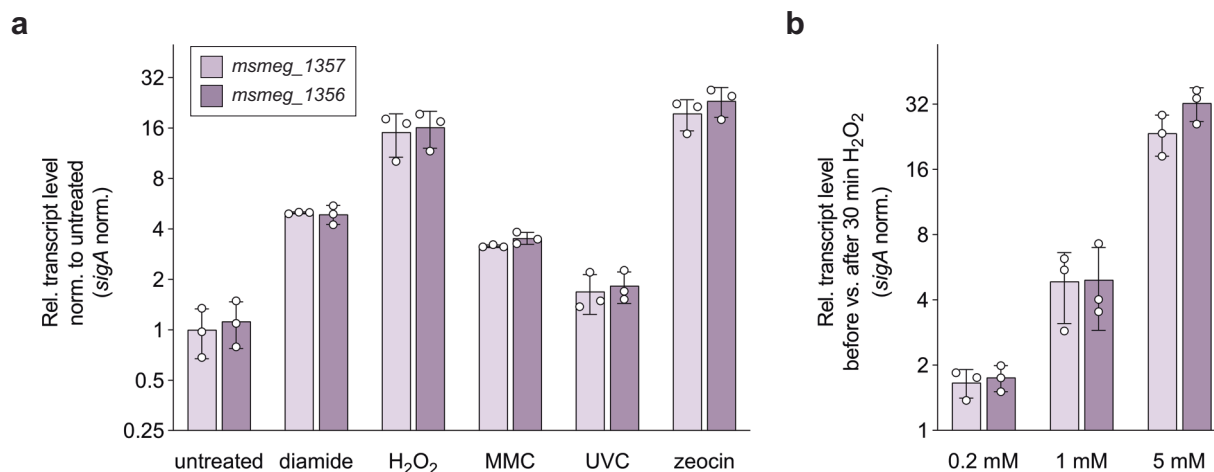 a
Rel. transcript level
norm. to untreated
(sigA norm.)
32
16
8
4
2
1
0.5
0.25
msmeg_1357
msmeg_1356
untreated
diamide
H₂O₂
MMC
UVC
zeocin
b
Rel. transcript level
before vs. after 30 min H₂O₂
(sigA norm.)
32
16
8
4
2
1
0.2 mM
1 mM
5 mM